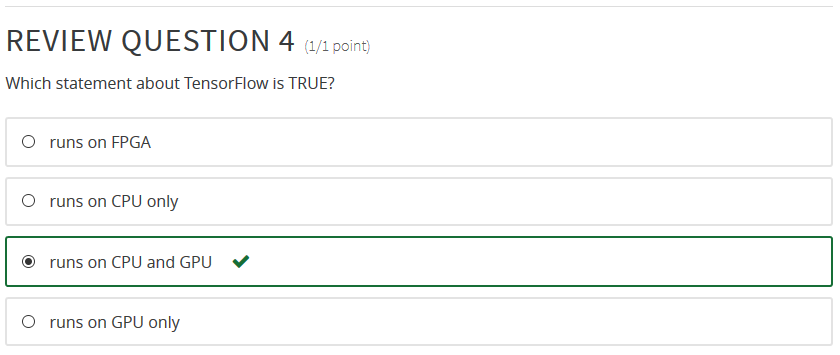 REVIEW QUESTION 4 (1/1 point)
Which statement about TensorFlow is TRUE?
runs on FPGA
runs on CPU only
runs on CPU and GPU
runs on GPU only